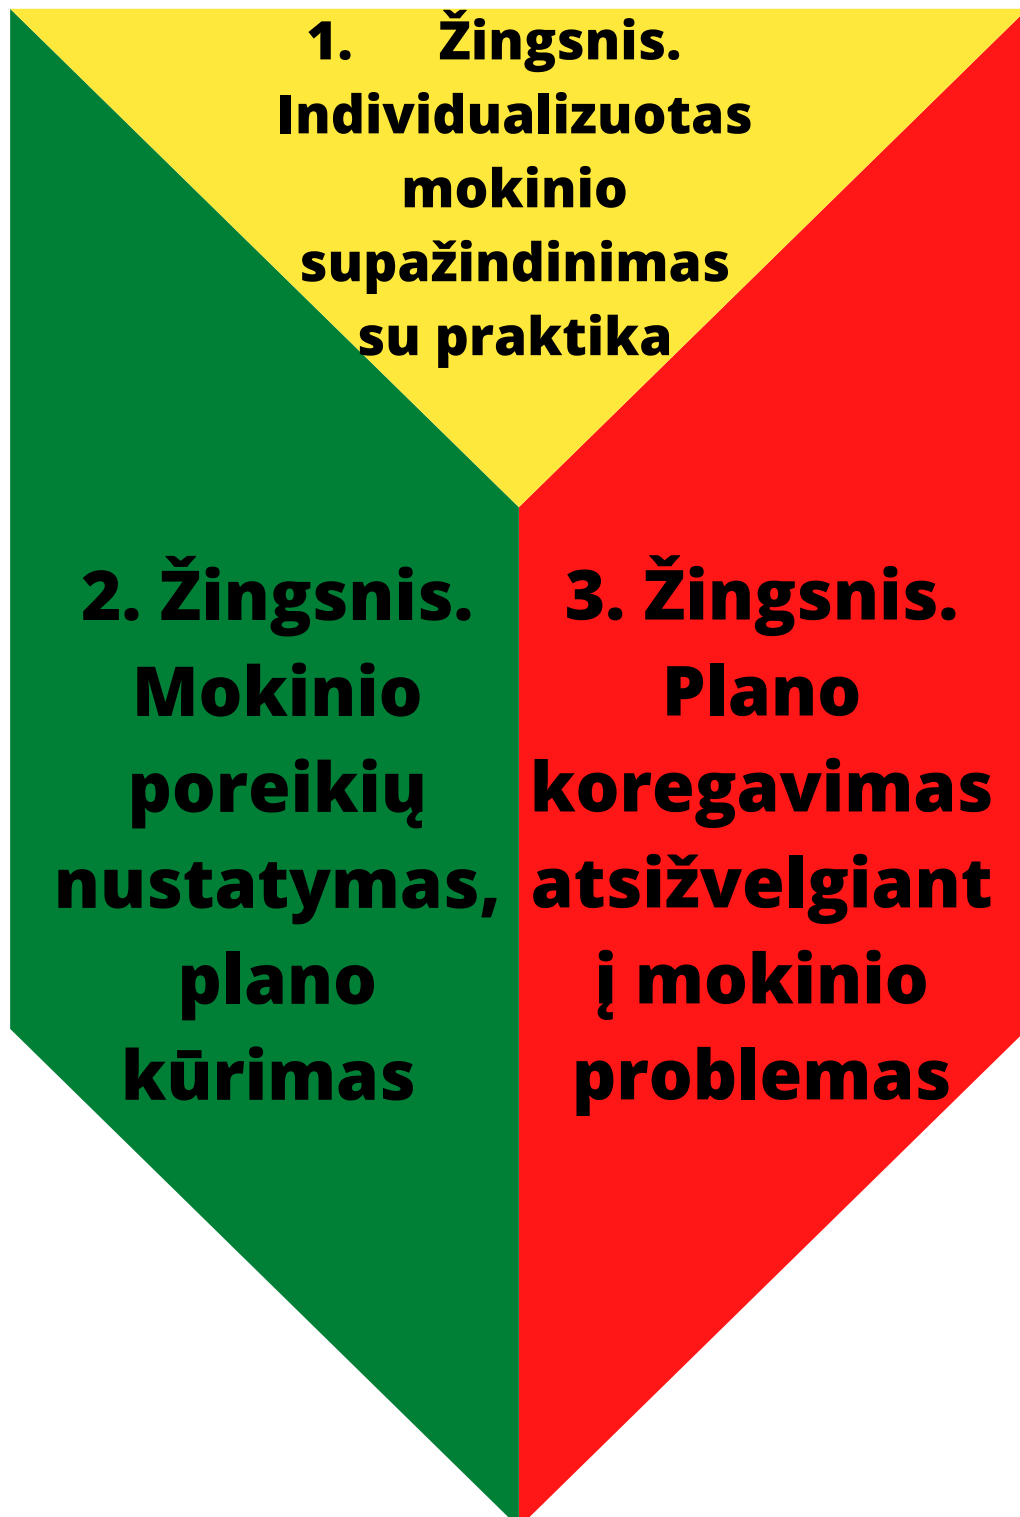 1. Žingsnis.
Individualizuotas
mokinio
supažindinimas
su praktika
2. Žingsnis.
Mokinio
poreikių
nustatymas,
plano
kūrimas
3. Žingsnis.
Plano
koregavimas
atsižvelgiant
į mokinio
problemas